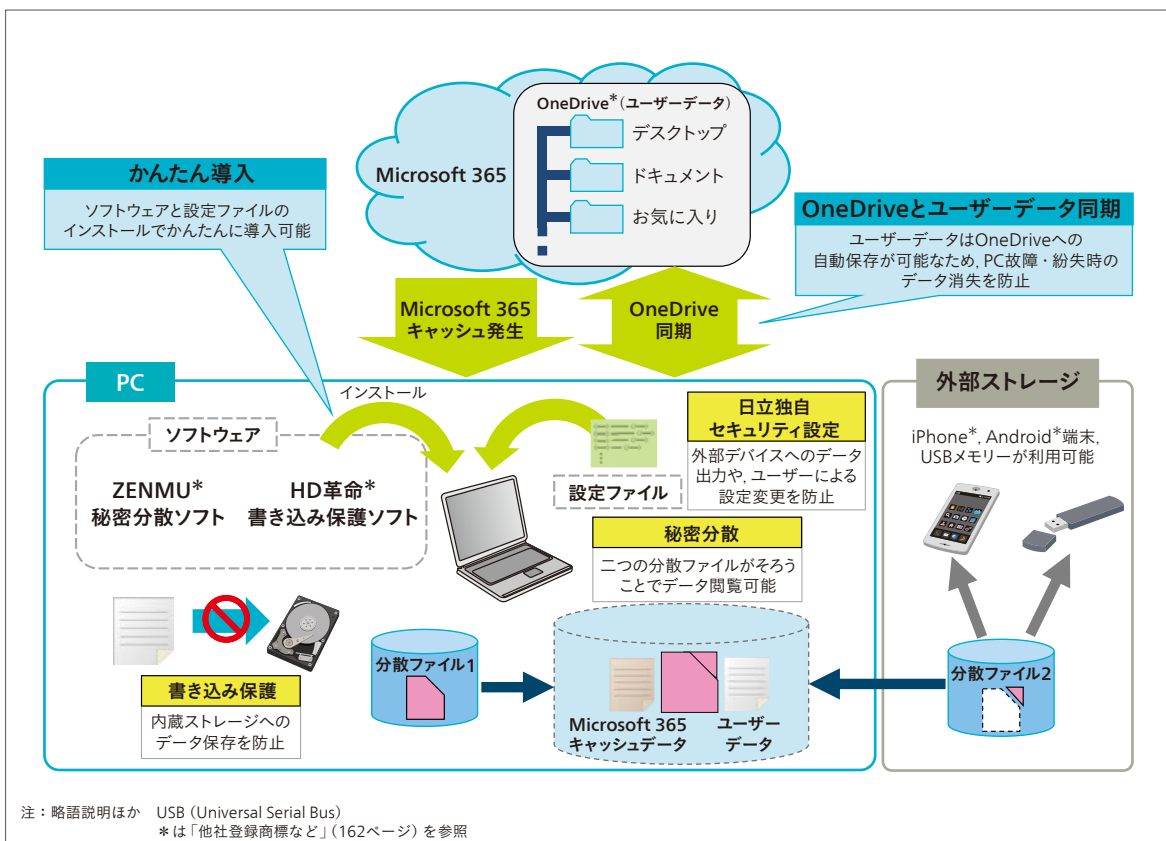 OneDrive*(ユーザーデータ)
デスクトップ
ドキュメント
お気に入り
Microsoft 365
かんたん導入
ソフトウェアと設定ファイルの
インストールでかんたんに導入可能
OneDriveとユーザーデータ同期
ユーザーデータはOneDriveへの
自動保存が可能なため, PC故障・紛失時の
データ消失を防止
Microsoft 365
キャッシュ発生
OneDrive
同期
PC
インストール
ソフトウェア
ZENMU*
秘密分散ソフト
HD革命*
書き込み保護ソフト
設定ファイル
日立独自
セキュリティ設定
外部デバイスへのデータ
出力や, ユーザーによる
設定変更を防止
秘密分散
二つの分散ファイルがそろう
ことでデータ閲覧可能
書き込み保護
内蔵ストレージへの
データ保存を防止
分散ファイル1
Microsoft 365
キャッシュデータ
ユーザー
データ
外部ストレージ
iPhone*, Android*端末,
USBメモリーが利用可能
分散ファイル2
注:略語説明ほか USB(Universal Serial Bus)
*は「他社登録商標など」(162ページ)を参照